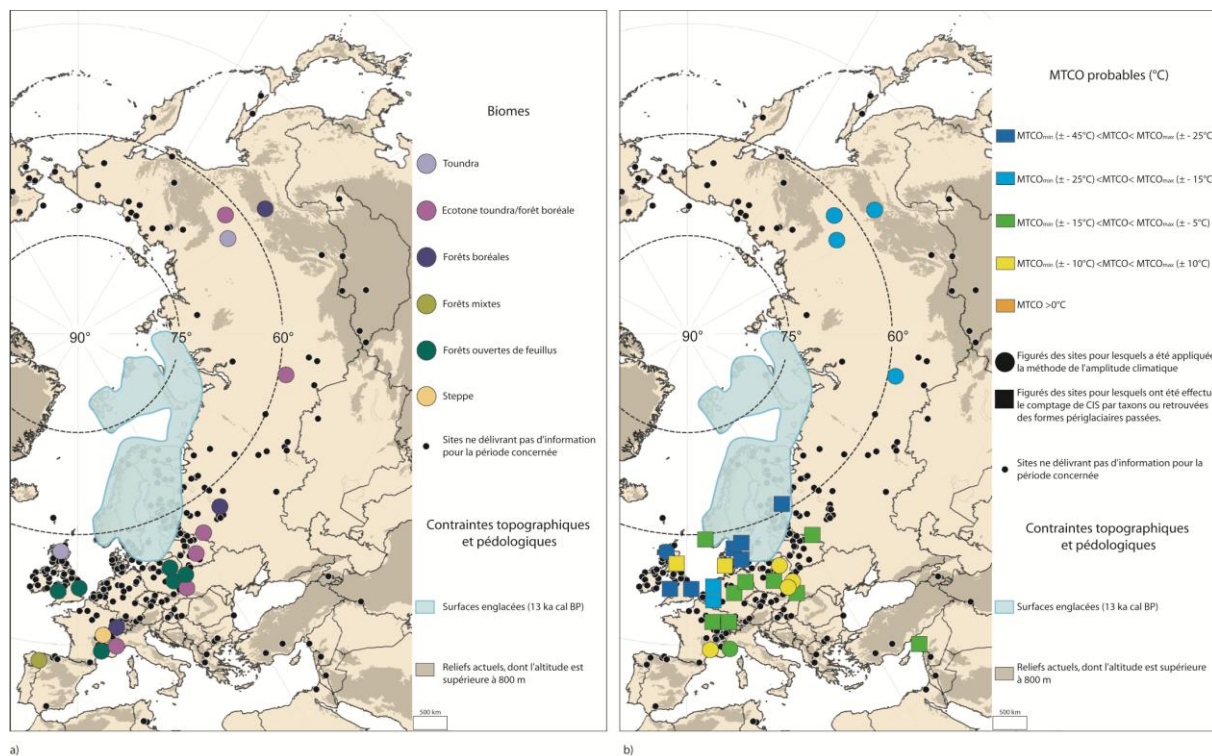 Biomes
Toundra
Ecotone toundra/forêt boréale
Forêts boréales
Forêts mixtes
Forêts ouvertes de feuillus
Steppe
Sites ne délivrant pas d'information
pour la période concernée
Contraintes topographiques
et pédologiques
Surfaces englacées (13 ka cal BP)
Reliefs actuels, dont l'altitude est
supérieure à 800 m
90°
75°
60°
500 km
a)
MTCO probables (°C)
MTCOmin (± - 45°C) <MTCO< MTCOmax (± - 25°C
MTCOmin (± - 25°C) <MTCO< MTCOmax (± - 15°C
MTCOmin (± - 15°C) <MTCO< MTCOmax (± - 5°C)
MTCOmin (± - 10°C) <MTCO< MTCOmax (± 10°C)
MTCO >0°C
Figurés des sites pour lesquels a été appliquée
la méthode de l'amplitude climatique
Figurés des sites pour lesquels ont été effectu
le comptage de CIS par taxons ou retrouvées
des formes périglaciaires passées.
Sites ne délivrant pas d'information pour la
période concernée
Contraintes topographiques
et pédologiques
Surfaces englacées (13 ka cal BP)
Reliefs actuels, dont l'altitude est supérieure
à 800 m
90°
75°
60°
500 km
b)